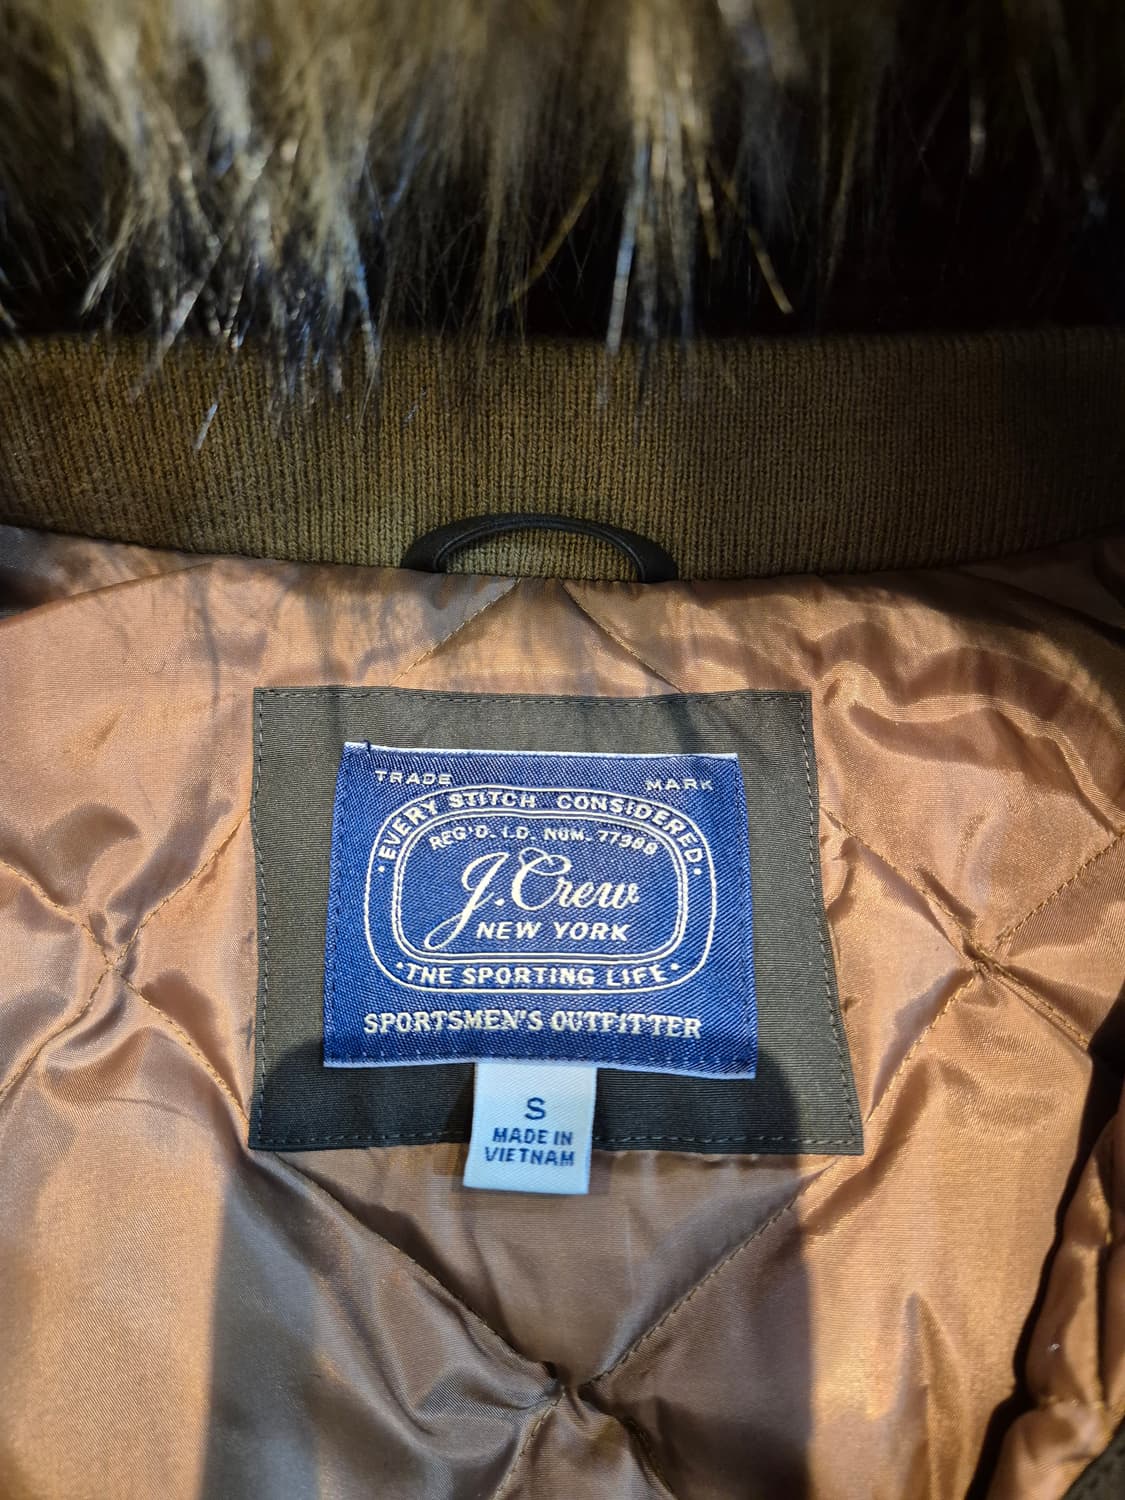 TRADE MARK
EVERY STITCH CONSIDERED
REG'D. I.D. NUM. 77388
J.Crew
NEW YORK
•THE SPORTING LIFE•
SPORTSMEN'S OUTFITTER
S
MADE IN
VIETNAM